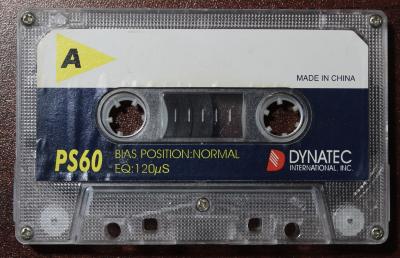 A
MADE IN CHINA
PS60
BIAS POSITION:NORMAL
EQ:120µS
DYNATEC
INTERNATIONAL, INC.